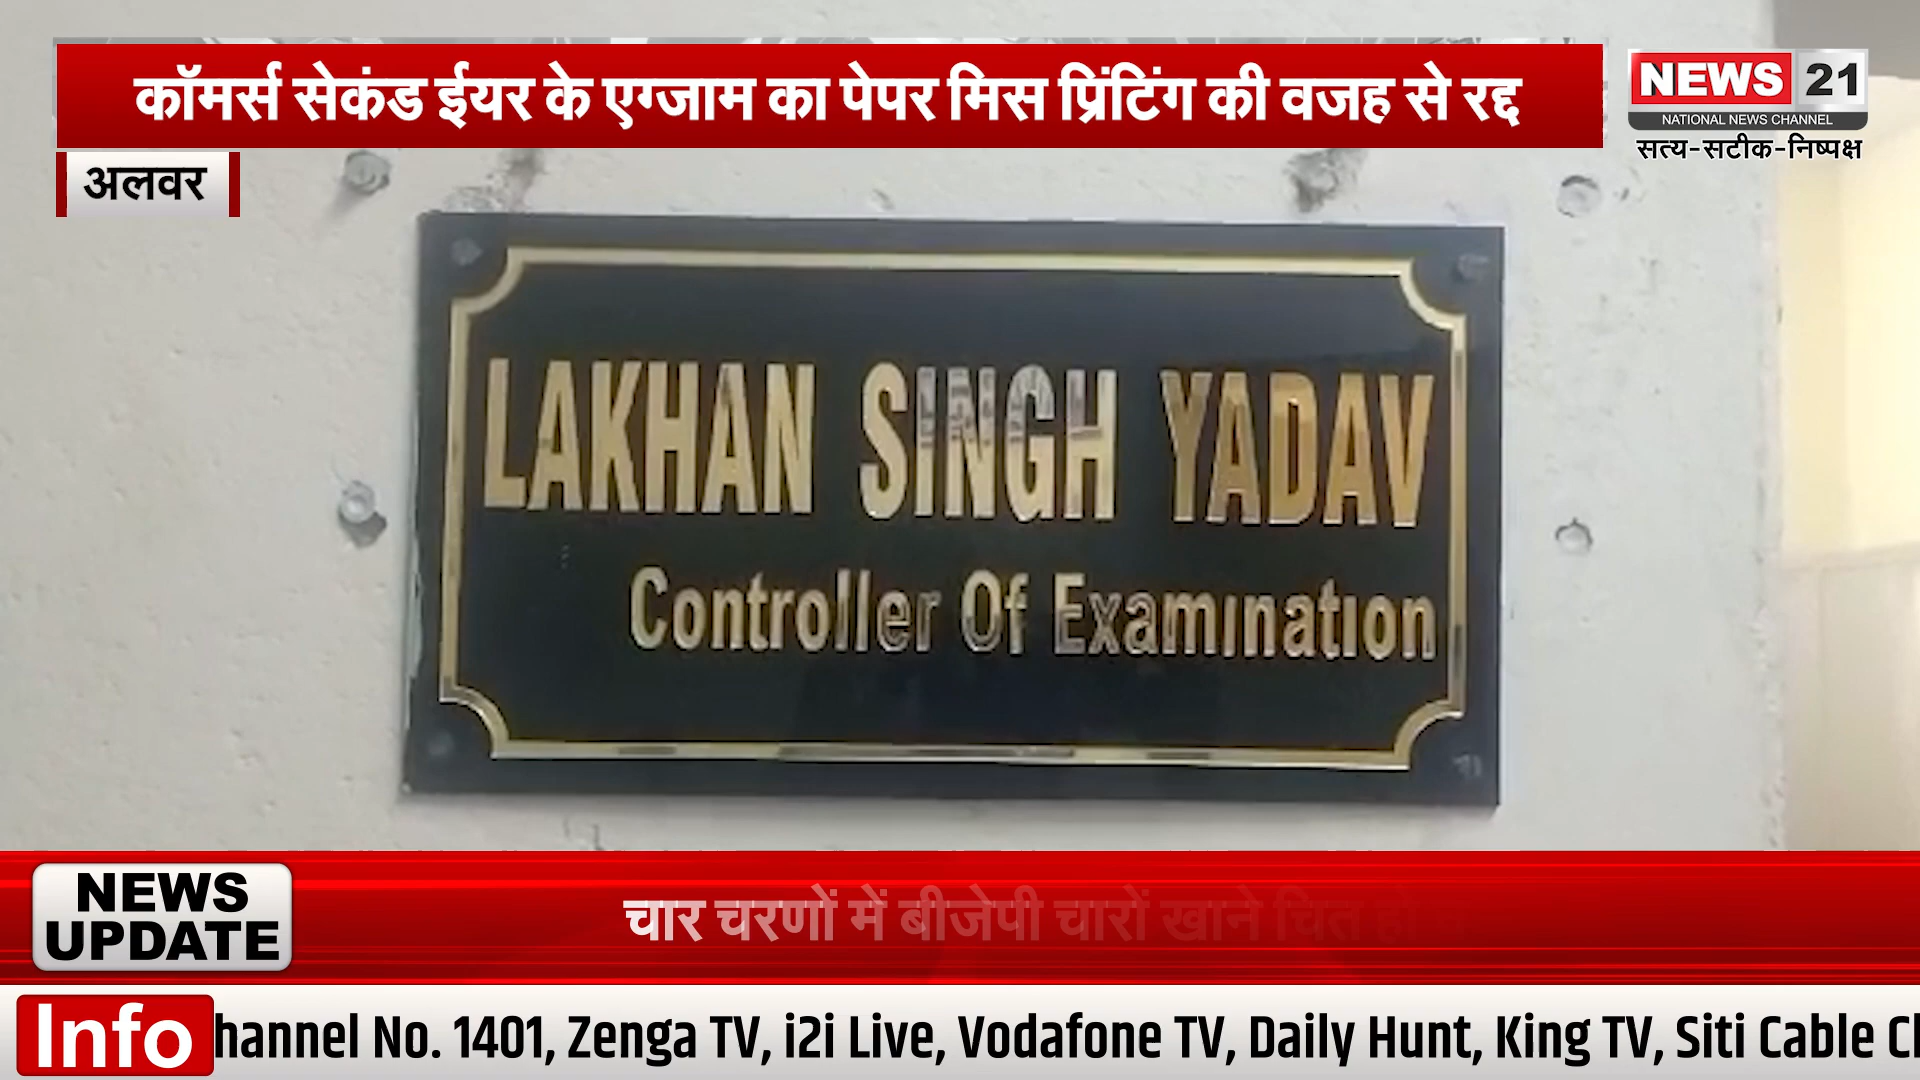 कॉमर्स सेकंड ईयर के एग्जाम का पेपर मिस प्रिंटिंग की वजह से रद्द
NEWS 21
NATIONAL NEWS CHANNEL
सत्य-सटीक-निष्पक्ष
अलवर
LAKHAN SINGH YADAV
Controller Of Examination
NEWS
UPDATE
चार चरणों में बीजेपी चारों खाने चित हो
Info
hannel No. 1401, Zenga TV, i2i Live, Vodafone TV, Daily Hunt, King TV, Siti Cable